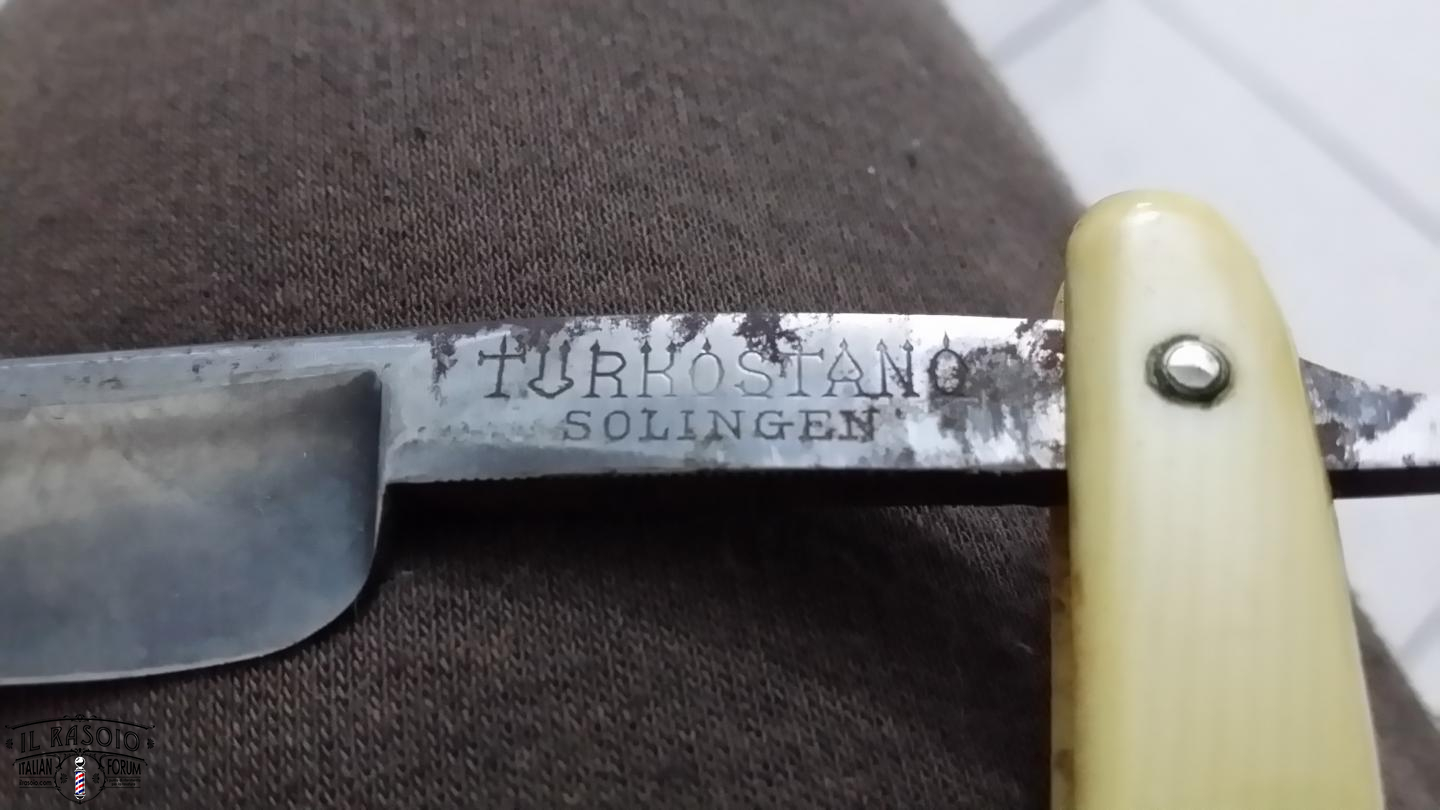 TURKOSTANO
SOLINGEN
IL RASOIO
ITALIAN FORUM